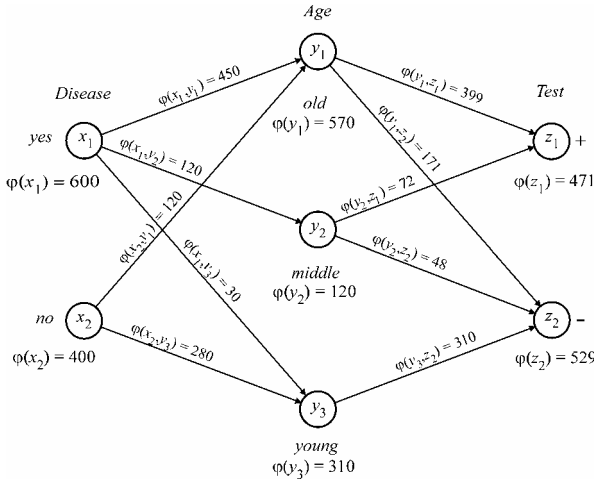 Age
y₁
old
φ(y₁) = 570
Disease
yes
x₁
φ(x₁) = 600
φ(x₁,y₁) = 450
φ(x₁,y₂) = 120
φ(x₂,y₁) = 120
φ(x₁,y₃) = 30
φ(y₁,z₁) = 399
φ(y₁,z₂) = 171
Test
z₁
+
φ(z₁) = 471
y₂
φ(y₂,z₁) = 72
φ(y₂,z₂) = 48
middle
φ(y₂) = 120
no
x₂
φ(x₂) = 400
φ(x₂,y₃) = 280
φ(y₃,z₂) = 310
z₂
-
φ(z₂) = 529
y₃
young
φ(y₃) = 310